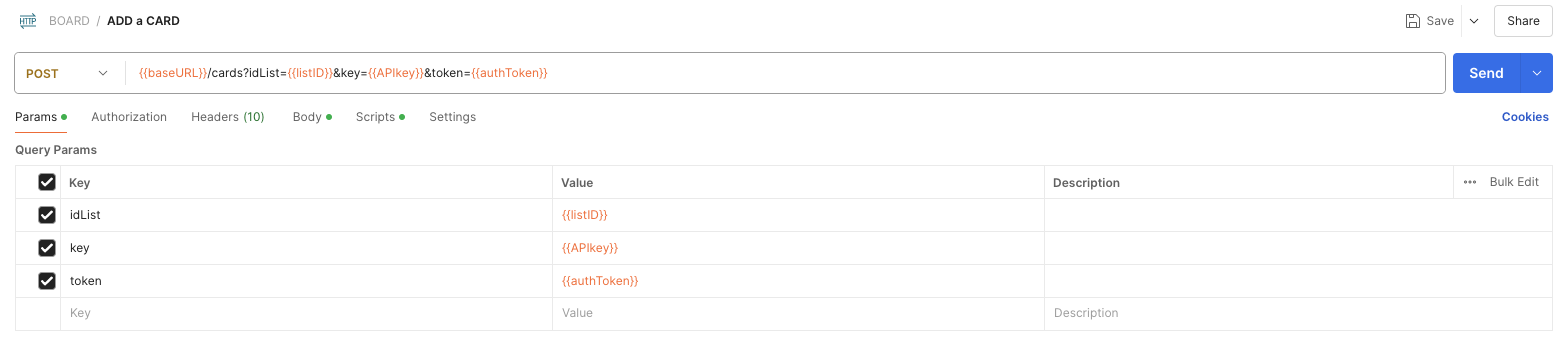 HTTP BOARD / ADD a CARD Save Share
POST {{baseURL}}/cards?idList={{listID}}&key={{APIkey}}&token={{authToken}} Send
Params Authorization Headers (10) Body Scripts Settings Cookies
Query Params
Key Value Description ••• Bulk Edit
idList {{listID}}
key {{APIkey}}
token {{authToken}}
Key Value Description